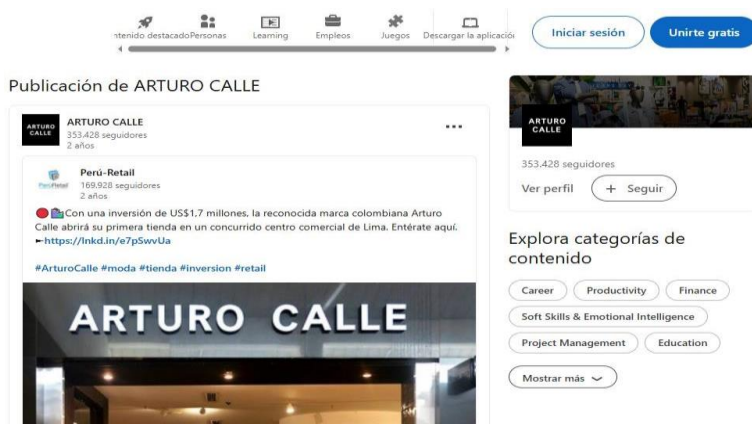 ntenido destacado
Personas
Learning
Empleos
Juegos
Descargar la aplicació
Iniciar sesión
Unirte gratis
Publicación de ARTURO CALLE
ARTURO
CALLE
ARTURO CALLE
353.428 seguidores
2 años
Perú-Retail
169.928 seguidores
2 años
Con una inversión de US$1,7 millones, la reconocida marca colombiana Arturo
Calle abrirá su primera tienda en un concurrido centro comercial de Lima. Entérate aquí.
►https://lnkd.in/e7pSwvUa
#ArturoCalle #moda #tienda #inversion #retail
ARTURO CALLE
ARTURO
CALLE
353.428 seguidores
Ver perfil
+ Seguir
Explora categorías de
contenido
Career
Productivity
Finance
Soft Skills & Emotional Intelligence
Project Management
Education
Mostrar más